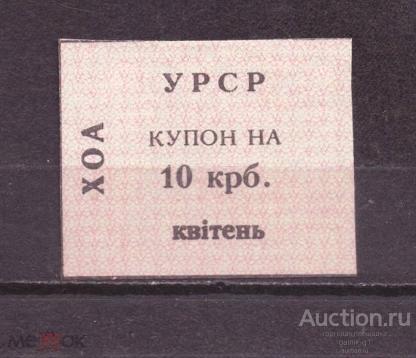 УРСР
ХОА
КУПОН НА
10 крб.
квітень
Auction.ru